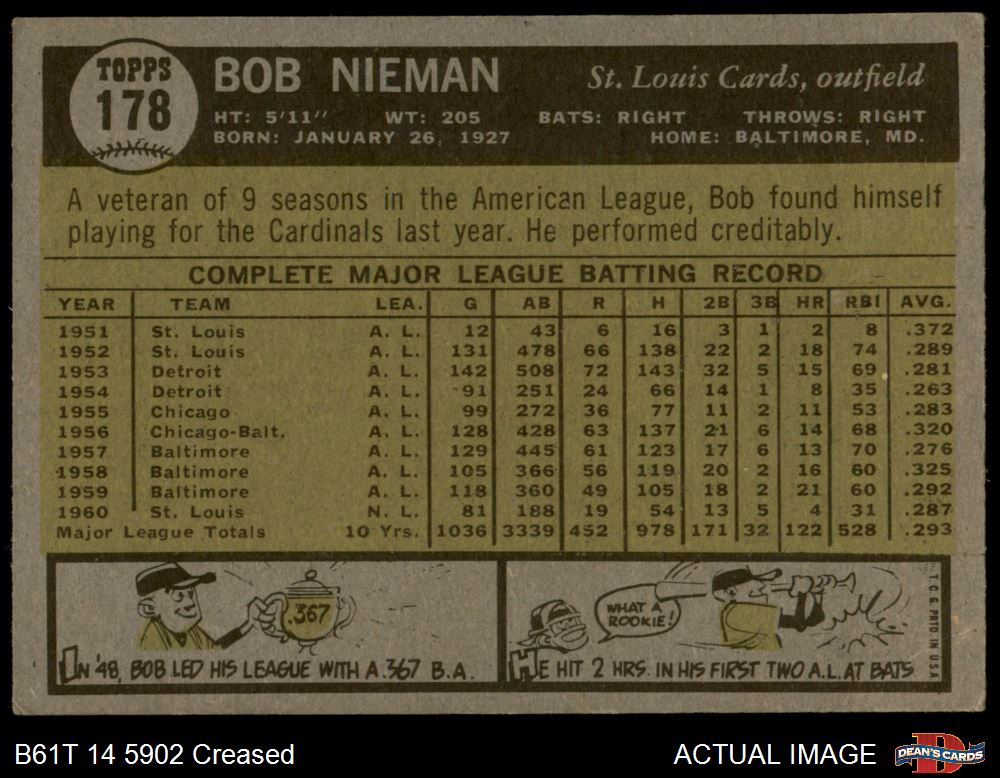 TOPPS
178
BOB NIEMAN
St. Louis Cards, outfield
HT: 5'11" WT: 205 BATS: RIGHT THROWS: RIGHT
BORN: JANUARY 26, 1927 HOME: BALTIMORE, MD.
A veteran of 9 seasons in the American League, Bob found himself
playing for the Cardinals last year. He performed creditably.
COMPLETE MAJOR LEAGUE BATTING RECORD
YEAR TEAM LEA. G AB R H 2B 3B HR RBI AVG.
1951 St. Louis A. L. 12 43 6 16 3 1 2 8 .372
1952 St. Louis A. L. 131 478 66 138 22 2 18 74 .289
1953 Detroit A. L. 142 508 72 143 32 5 15 69 .281
1954 Detroit A. L. 91 251 24 66 14 1 8 35 .263
1955 Chicago A. L. 99 272 36 77 11 2 11 53 .283
1956 Chicago-Balt. A. L. 128 428 63 137 21 6 14 68 .320
1957 Baltimore A. L. 129 445 61 123 17 6 13 70 .276
1958 Baltimore A. L. 105 366 56 119 20 2 16 60 .325
1959 Baltimore A. L. 118 360 49 105 18 2 21 60 .292
1960 St. Louis N. L. 81 188 19 54 13 5 4 31 .287
Major League Totals 10 Yrs. 1036 3339 452 978 171 32 122 528 .293
.367
IN '48, BOB LED HIS LEAGUE WITH A .367 B.A.
WHAT A
ROOKIE!
HE HIT 2 HRS. IN HIS FIRST TWO A.L. AT BATS
T.C.G. PRTD. IN U.S.A.
B61T 14 5902 Creased
ACTUAL IMAGE
DEAN'S CARDS